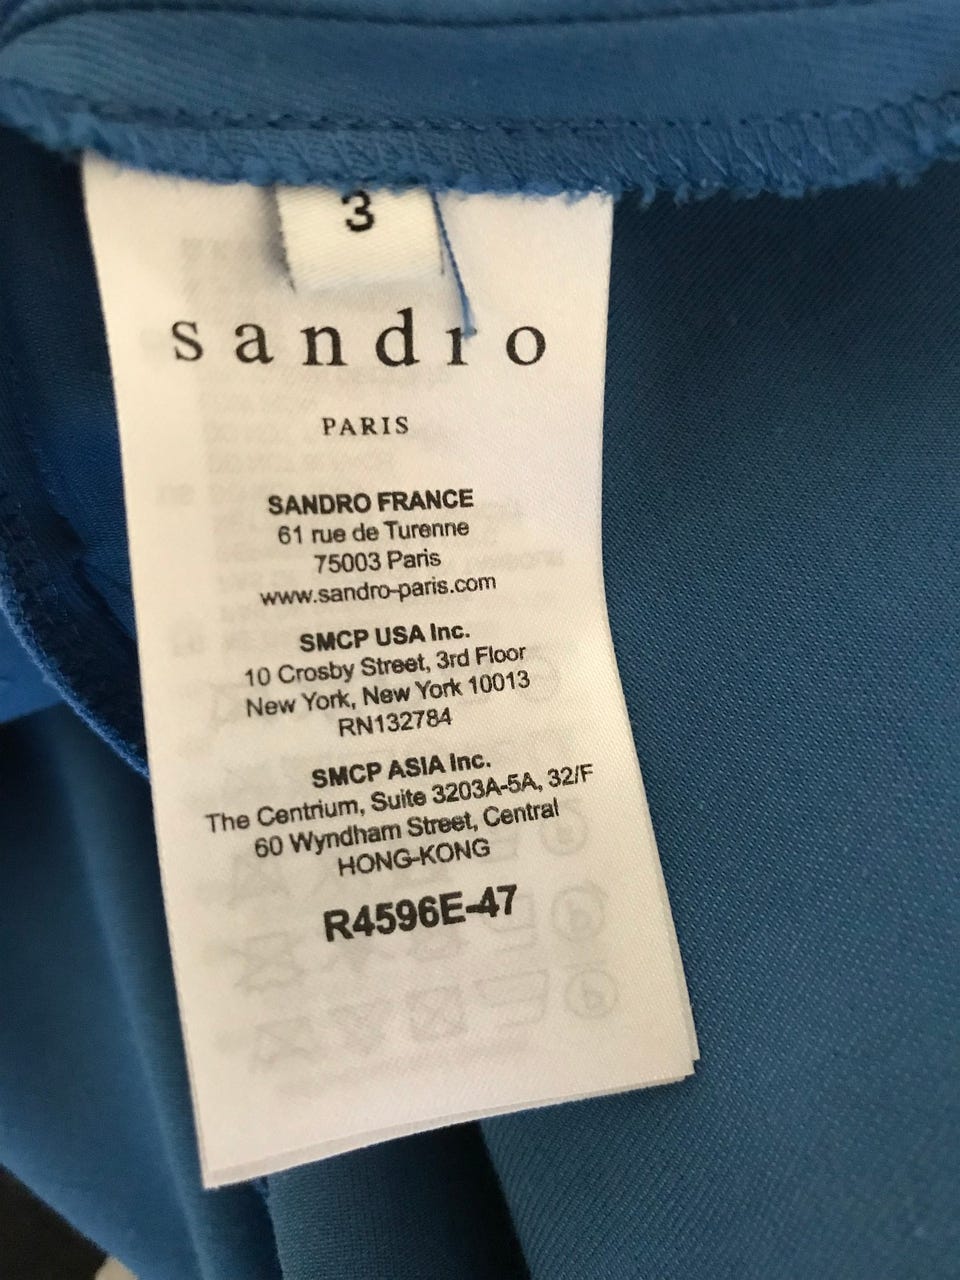 3
sandro
PARIS
SANDRO FRANCE
61 rue de Turenne
75003 Paris
www.sandro-paris.com
SMCP USA Inc.
10 Crosby Street, 3rd Floor
New York, New York 10013
RN132784
SMCP ASIA Inc.
The Centrium, Suite 3203A-5A, 32/F
60 Wyndham Street, Central
HONG-KONG
R4596E-47